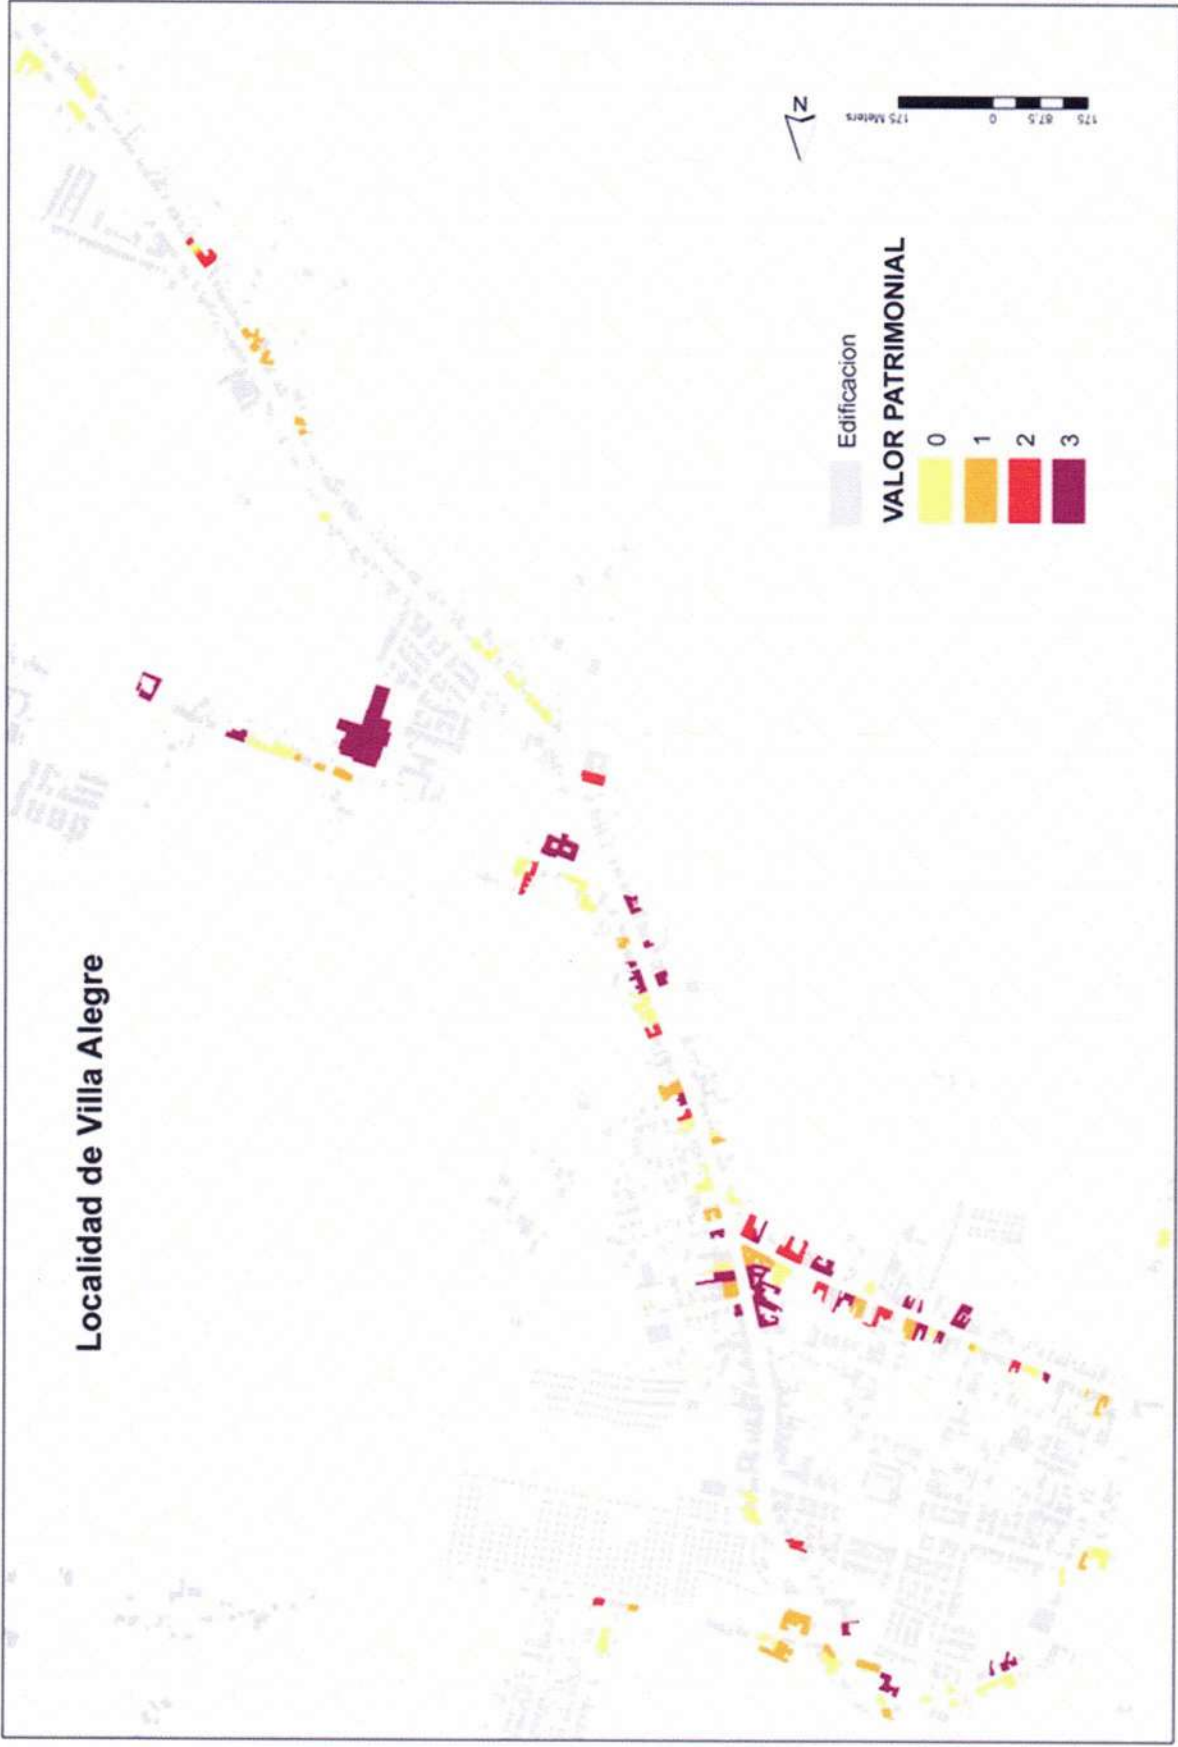 Localidad de Villa Alegre
N
175 Meters 0 87.5 175
Edificacion
VALOR PATRIMONIAL
0
1
2
3